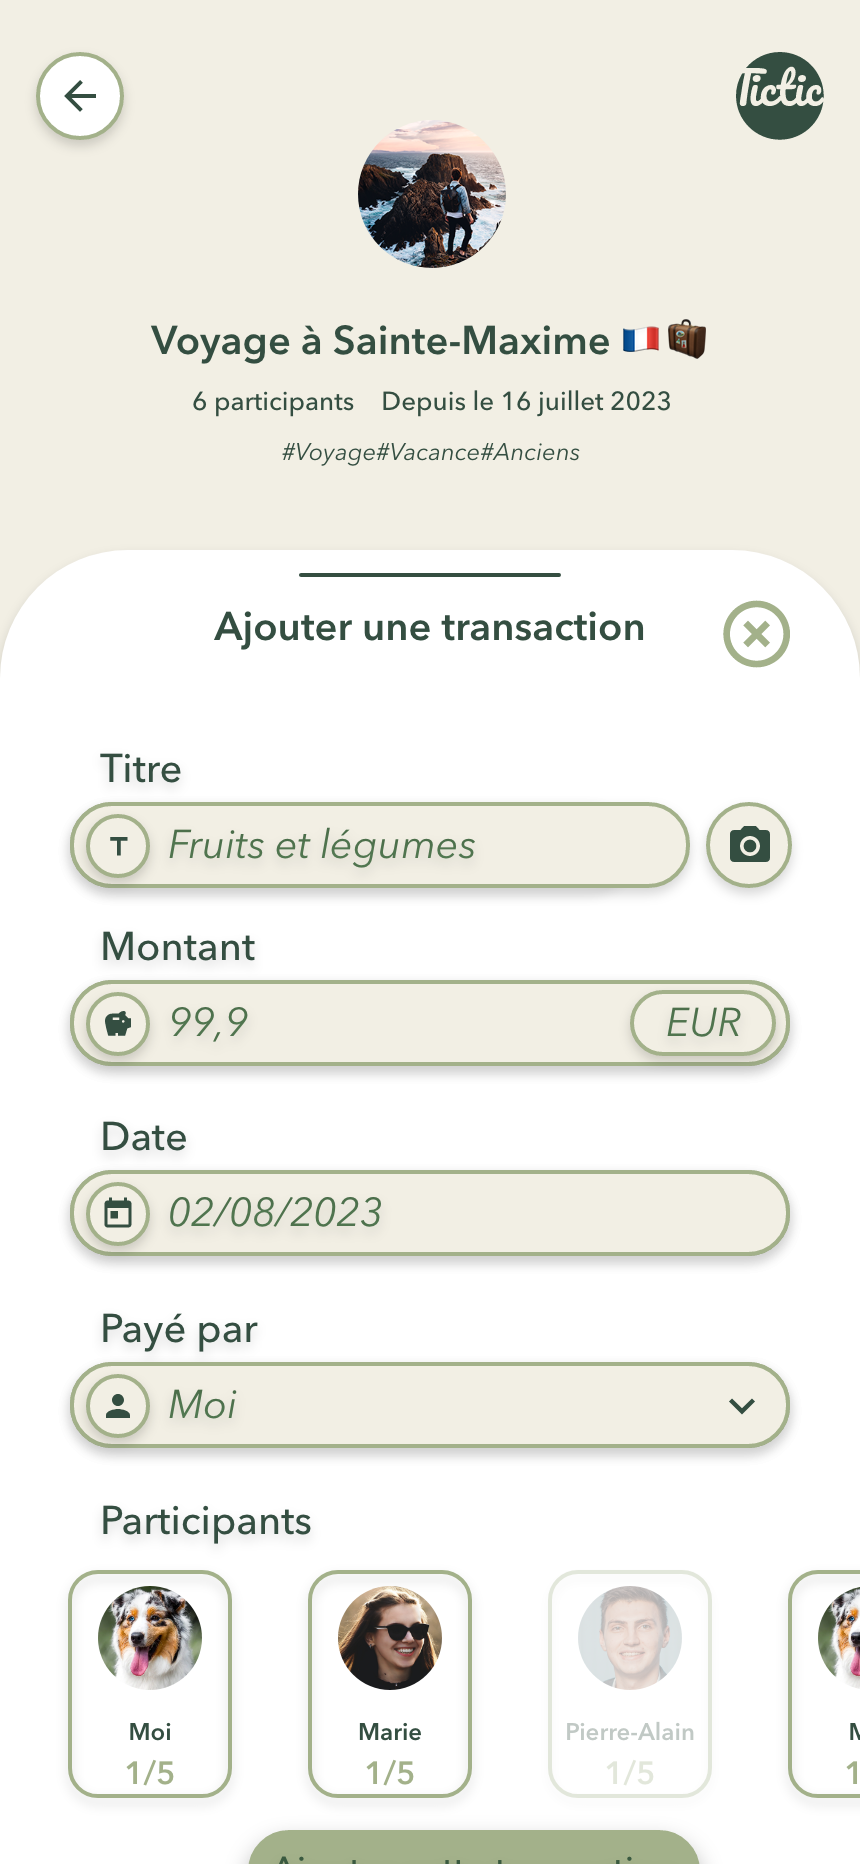 Tictic
Voyage à Sainte-Maxime
6 participants Depuis le 16 juillet 2023
#Voyage#Vacance#Anciens
Ajouter une transaction
Titre
T Fruits et légumes
Montant
99,9 EUR
Date
02/08/2023
Payé par
Moi
Participants
Moi Marie Pierre-Alain M
1/5 1/5 1/5 1